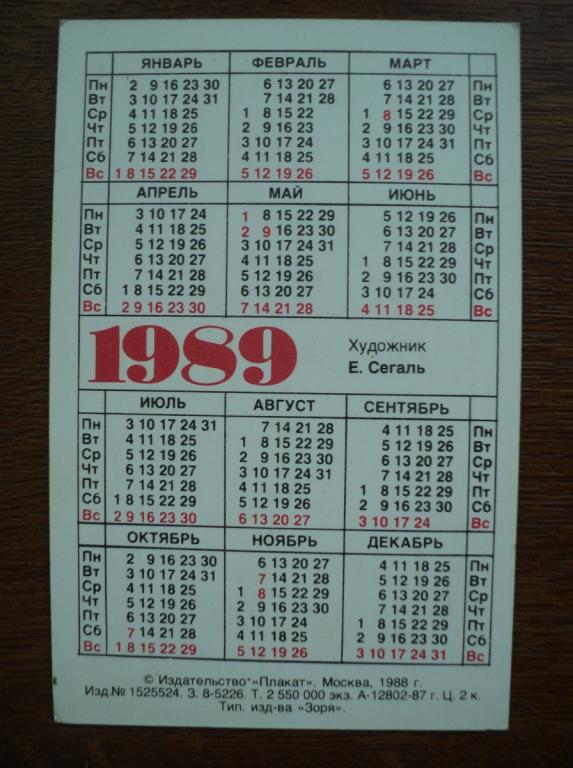 ЯНВАРЬ ФЕВРАЛЬ МАРТ
Пн 2 9 16 23 30 6 13 20 27 6 13 20 27 Пн
Вт 3 10 17 24 31 7 14 21 28 7 14 21 28 Вт
Ср 4 11 18 25 1 8 15 22 1 8 15 22 29 Ср
Чт 5 12 19 26 2 9 16 23 2 9 16 23 30 Чт
Пт 6 13 20 27 3 10 17 24 3 10 17 24 31 Пт
Сб 7 14 21 28 4 11 18 25 4 11 18 25 Сб
Вс 1 8 15 22 29 5 12 19 26 5 12 19 26 Вс
АПРЕЛЬ МАЙ ИЮНЬ
Пн 3 10 17 24 1 8 15 22 29 5 12 19 26 Пн
Вт 4 11 18 25 2 9 16 23 30 6 13 20 27 Вт
Ср 5 12 19 26 3 10 17 24 31 7 14 21 28 Ср
Чт 6 13 20 27 4 11 18 25 1 8 15 22 29 Чт
Пт 7 14 21 28 5 12 19 26 2 9 16 23 30 Пт
Сб 1 8 15 22 29 6 13 20 27 3 10 17 24 Сб
Вс 2 9 16 23 30 7 14 21 28 4 11 18 25 Вс
1989 Художник
Е. Сегаль
ИЮЛЬ АВГУСТ СЕНТЯБРЬ
Пн 3 10 17 24 31 7 14 21 28 4 11 18 25 Пн
Вт 4 11 18 25 1 8 15 22 29 5 12 19 26 Вт
Ср 5 12 19 26 2 9 16 23 30 6 13 20 27 Ср
Чт 6 13 20 27 3 10 17 24 31 7 14 21 28 Чт
Пт 7 14 21 28 4 11 18 25 1 8 15 22 29 Пт
Сб 1 8 15 22 29 5 12 19 26 2 9 16 23 30 Сб
Вс 2 9 16 23 30 6 13 20 27 3 10 17 24 Вс
ОКТЯБРЬ НОЯБРЬ ДЕКАБРЬ
Пн 2 9 16 23 30 6 13 20 27 4 11 18 25 Пн
Вт 3 10 17 24 31 7 14 21 28 5 12 19 26 Вт
Ср 4 11 18 25 1 8 15 22 29 6 13 20 27 Ср
Чт 5 12 19 26 2 9 16 23 30 7 14 21 28 Чт
Пт 6 13 20 27 3 10 17 24 1 8 15 22 29 Пт
Сб 7 14 21 28 4 11 18 25 2 9 16 23 30 Сб
Вс 1 8 15 22 29 5 12 19 26 3 10 17 24 31 Вс
© Издательство «Плакат». Москва, 1988 г.
Изд.№ 1525524. З. 8-5226. Т. 2 550 000 экз. А-12802-87 г. Ц. 2 к.
Тип. изд-ва «Зоря».